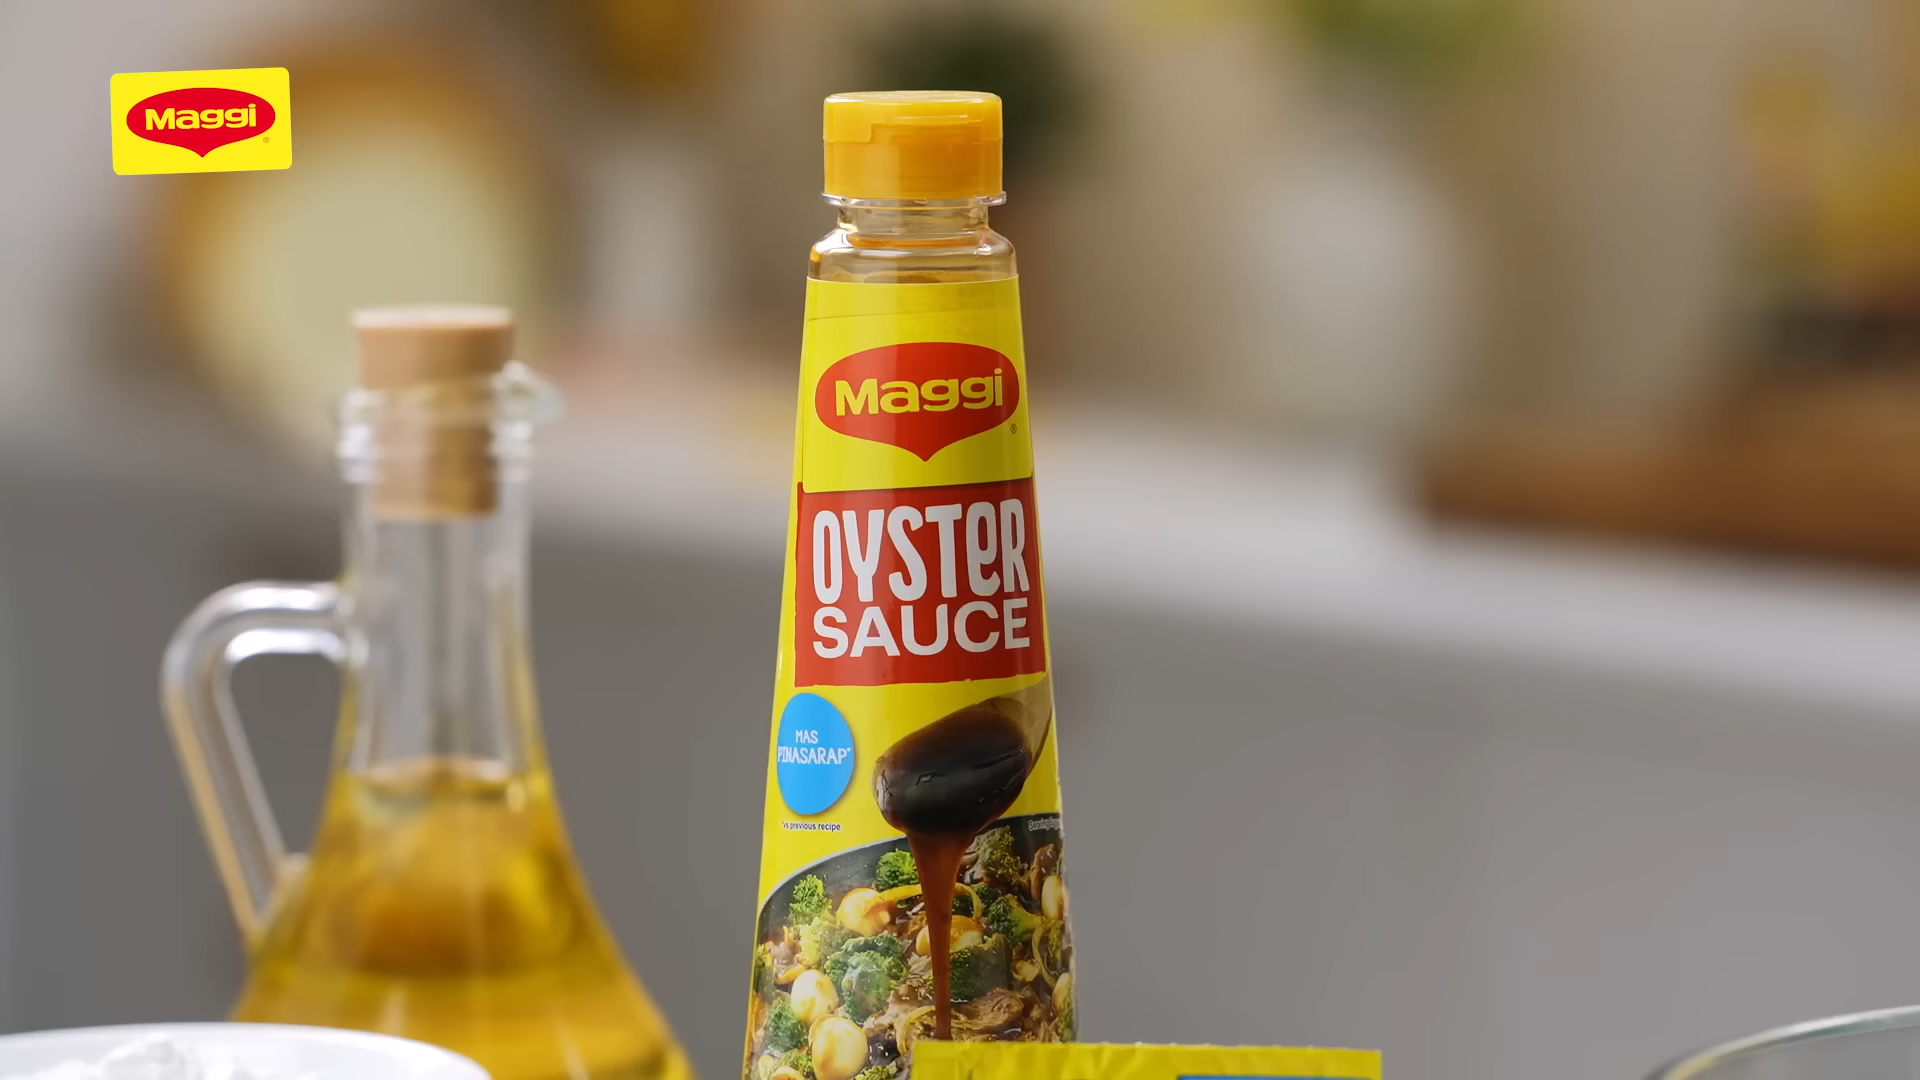 Maggi
Maggi
OYSTER
SAUCE
MAS
PINASARAP*
*vs previous recipe